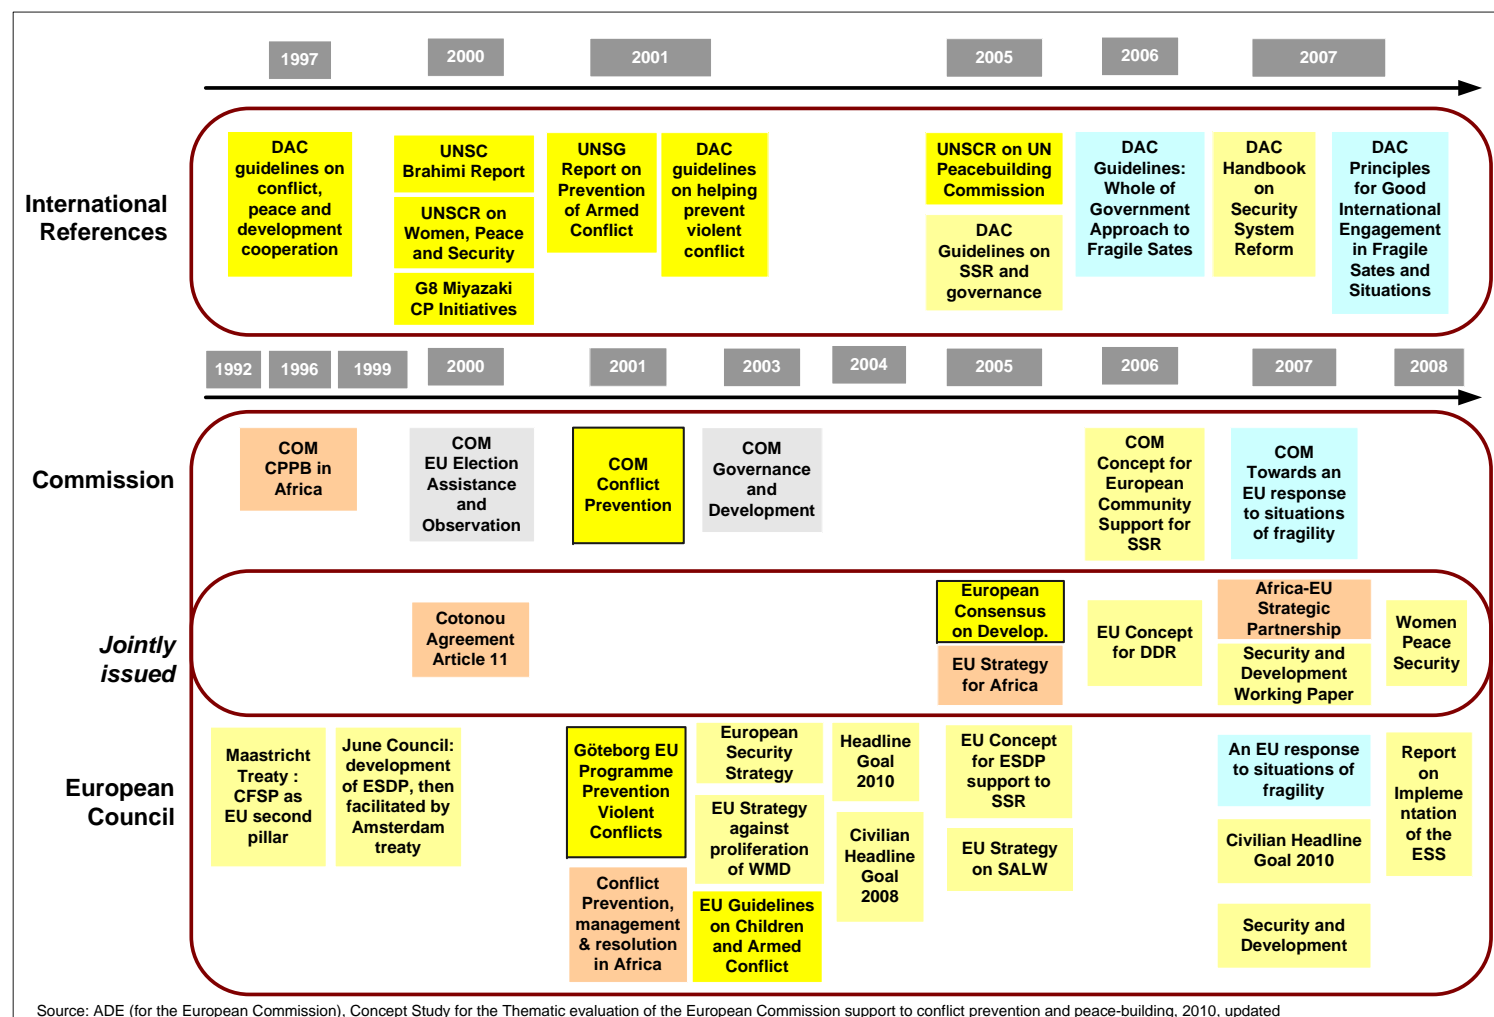 1997
2000
2001
2005
2006
2007
International
References
DAC
guidelines on
conflict,
peace and
development
cooperation
UNSC
Brahimi Report
UNSCR on
Women, Peace
and Security
G8 Miyazaki
CP Initiatives
UNSG
Report on
Prevention
of Armed
Conflict
DAC
guidelines
on helping
prevent
violent
conflict
UNSCR on UN
Peacebuilding
Commission
DAC
Guidelines on
SSR and
governance
DAC
Guidelines:
Whole of
Government
Approach to
Fragile Sates
DAC
Handbook
on
Security
System
Reform
DAC
Principles
for Good
International
Engagement
in Fragile
Sates and
Situations
1992
1996
1999
2000
2001
2003
2004
2005
2006
2007
2008
Commission
COM
CPPB in
Africa
COM
EU Election
Assistance
and
Observation
COM
Conflict
Prevention
COM
Governance
and
Development
COM
Concept for
European
Community
Support for
SSR
COM
Towards an
EU response
to situations
of fragility
Jointly
issued
Cotonou
Agreement
Article 11
European
Consensus
on Develop.
EU Strategy
for Africa
EU Concept
for DDR
Africa-EU
Strategic
Partnership
Security and
Development
Working Paper
Women
Peace
Security
European
Council
Maastricht
Treaty :
CFSP as
EU second
pillar
June Council:
development
of ESDP, then
facilitated by
Amsterdam
treaty
Göteborg EU
Programme
Prevention
Violent
Conflicts
Conflict
Prevention,
management
& resolution
in Africa
European
Security
Strategy
EU Strategy
against
proliferation
of WMD
EU Guidelines
on Children
and Armed
Conflict
Headline
Goal
2010
Civilian
Headline
Goal
2008
EU Concept
for ESDP
support to
SSR
EU Strategy
on SALW
An EU response
to situations of
fragility
Civilian Headline
Goal 2010
Security and
Development
Report
on
Impleme
ntation
of the
ESS
Source: ADE (for the European Commission), Concept Study for the Thematic evaluation of the European Commission support to conflict prevention and peace-building, 2010, updated